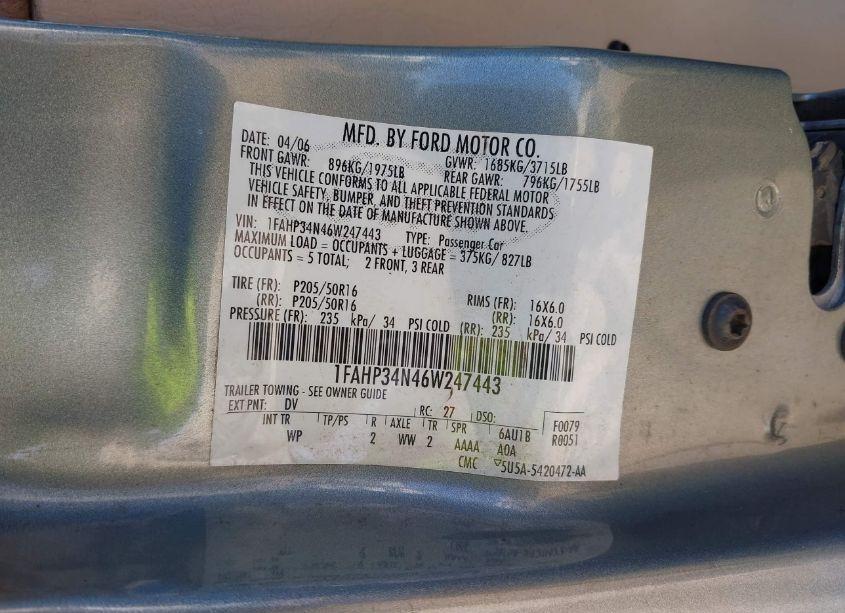 MFD. BY FORD MOTOR CO.
DATE: 04/06 GVWR: 1685KG/3715LB
FRONT GAWR: 896KG/1975LB REAR GAWR: 796KG/1755LB
THIS VEHICLE CONFORMS TO ALL APPLICABLE FEDERAL MOTOR
VEHICLE SAFETY, BUMPER, AND THEFT PREVENTION STANDARDS
IN EFFECT ON THE DATE OF MANUFACTURE SHOWN ABOVE.
VIN: 1FAHP34N46W247443 TYPE: Passenger Car
MAXIMUM LOAD = OCCUPANTS + LUGGAGE = 375KG/ 827LB
OCCUPANTS = 5 TOTAL; 2 FRONT, 3 REAR
TIRE (FR): P205/50R16 RIMS (FR): 16X6.0
(RR): P205/50R16 (RR): 16X6.0
PRESSURE (FR): 235 kPa/ 34 PSI COLD (RR): 235 kPa/ 34 PSI COLD
1FAHP34N46W247443
TRAILER TOWING - SEE OWNER GUIDE
EXT PNT: DV RC: 27 DSO: F0079
INT TR TP/PS R AXLE TR SPR 6AU1B R0051
WP 2 WW 2 AAAA A0A
CMC ▽5U5A-5420472-AA